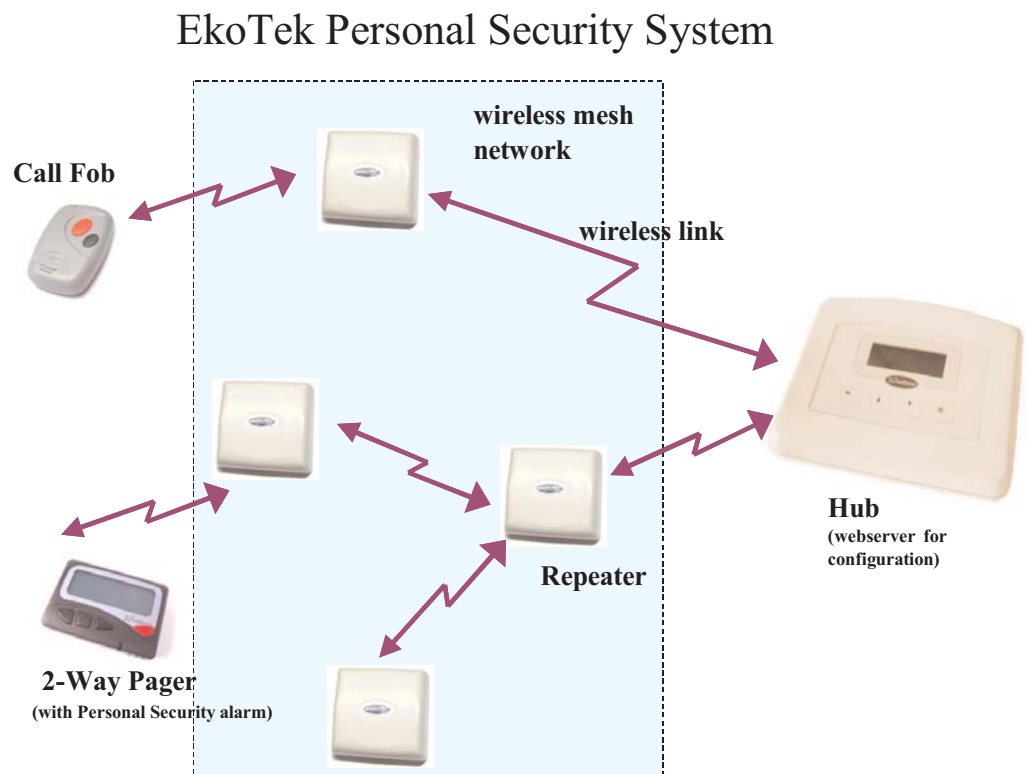 EkoTek Personal Security System
wireless mesh
network
Call Fob
wireless link
Hub
(webserver for
configuration)
Repeater
2-Way Pager
(with Personal Security alarm)